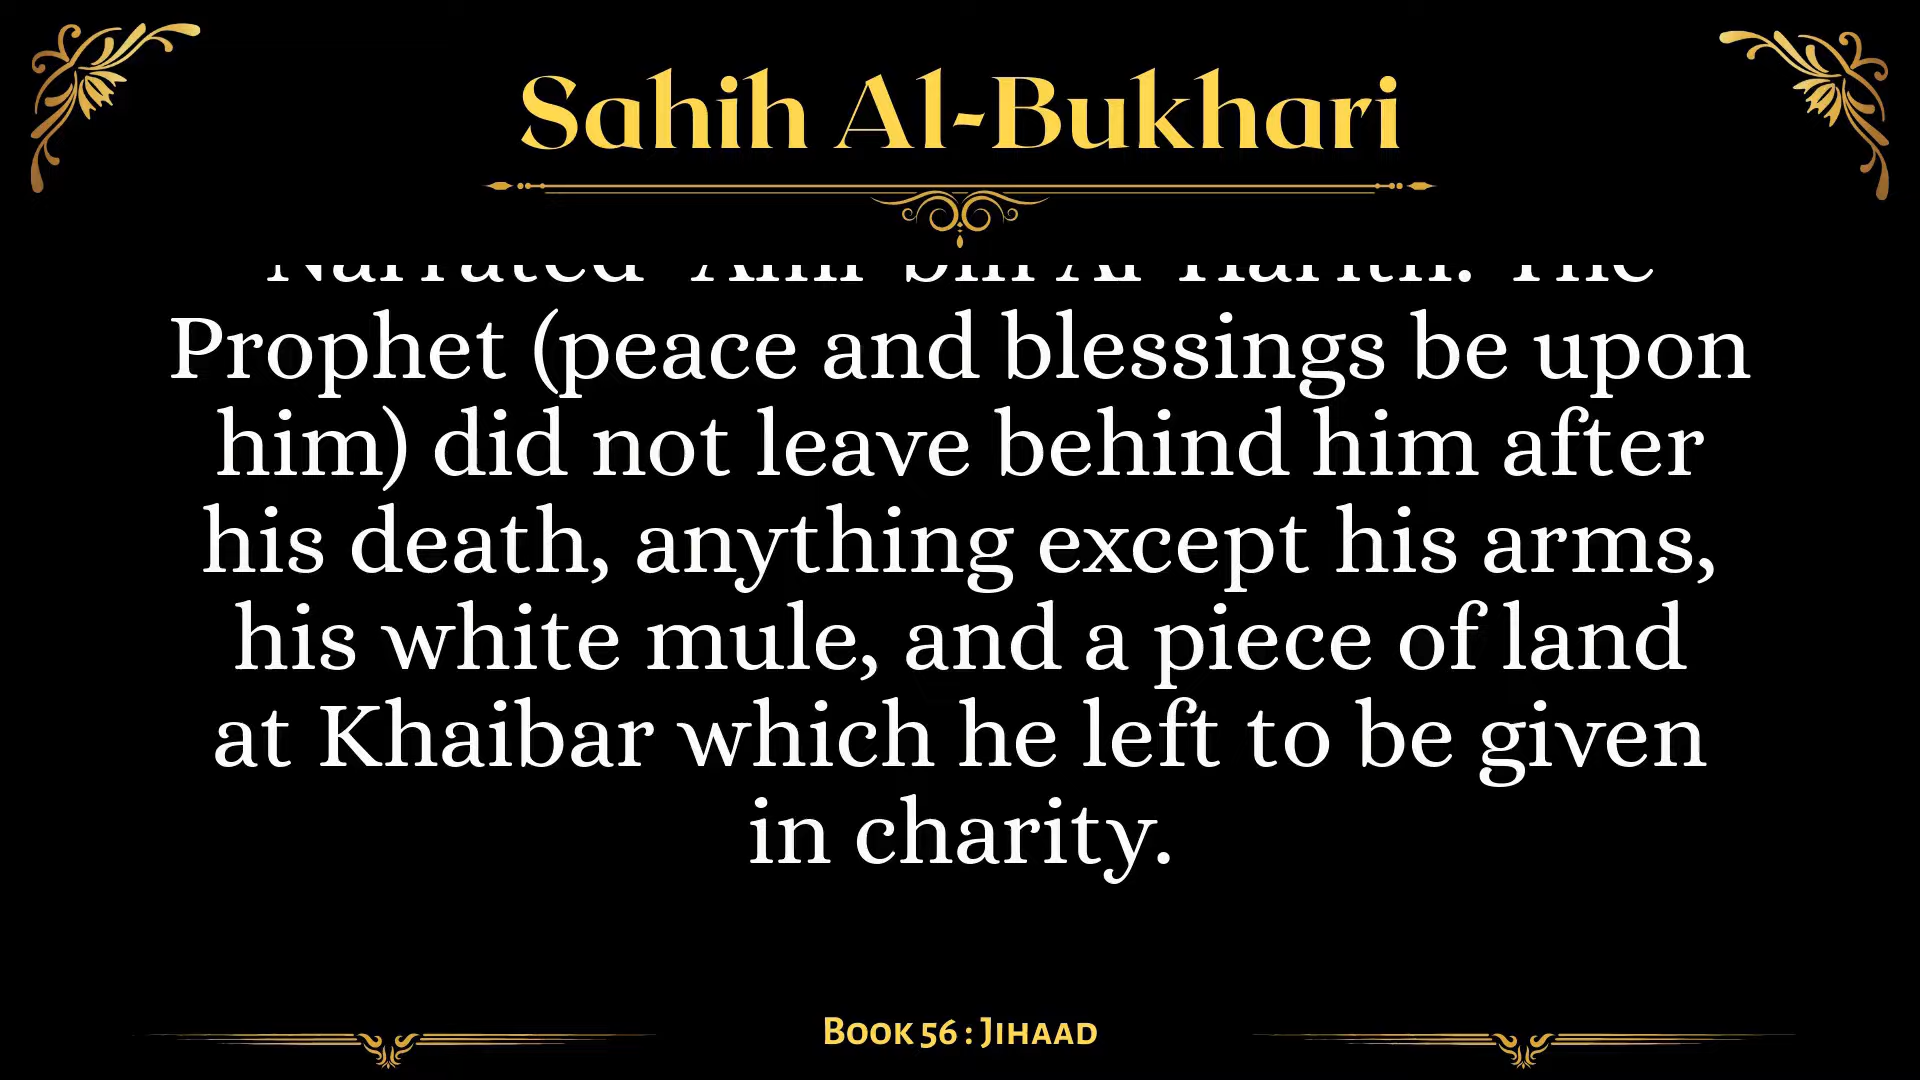 Sahih Al-Bukhari
Narrated 'Amr bin Al-Harith: The
Prophet (peace and blessings be upon
him) did not leave behind him after
his death, anything except his arms,
his white mule, and a piece of land
at Khaibar which he left to be given
in charity.
Book 56 : Jihaad